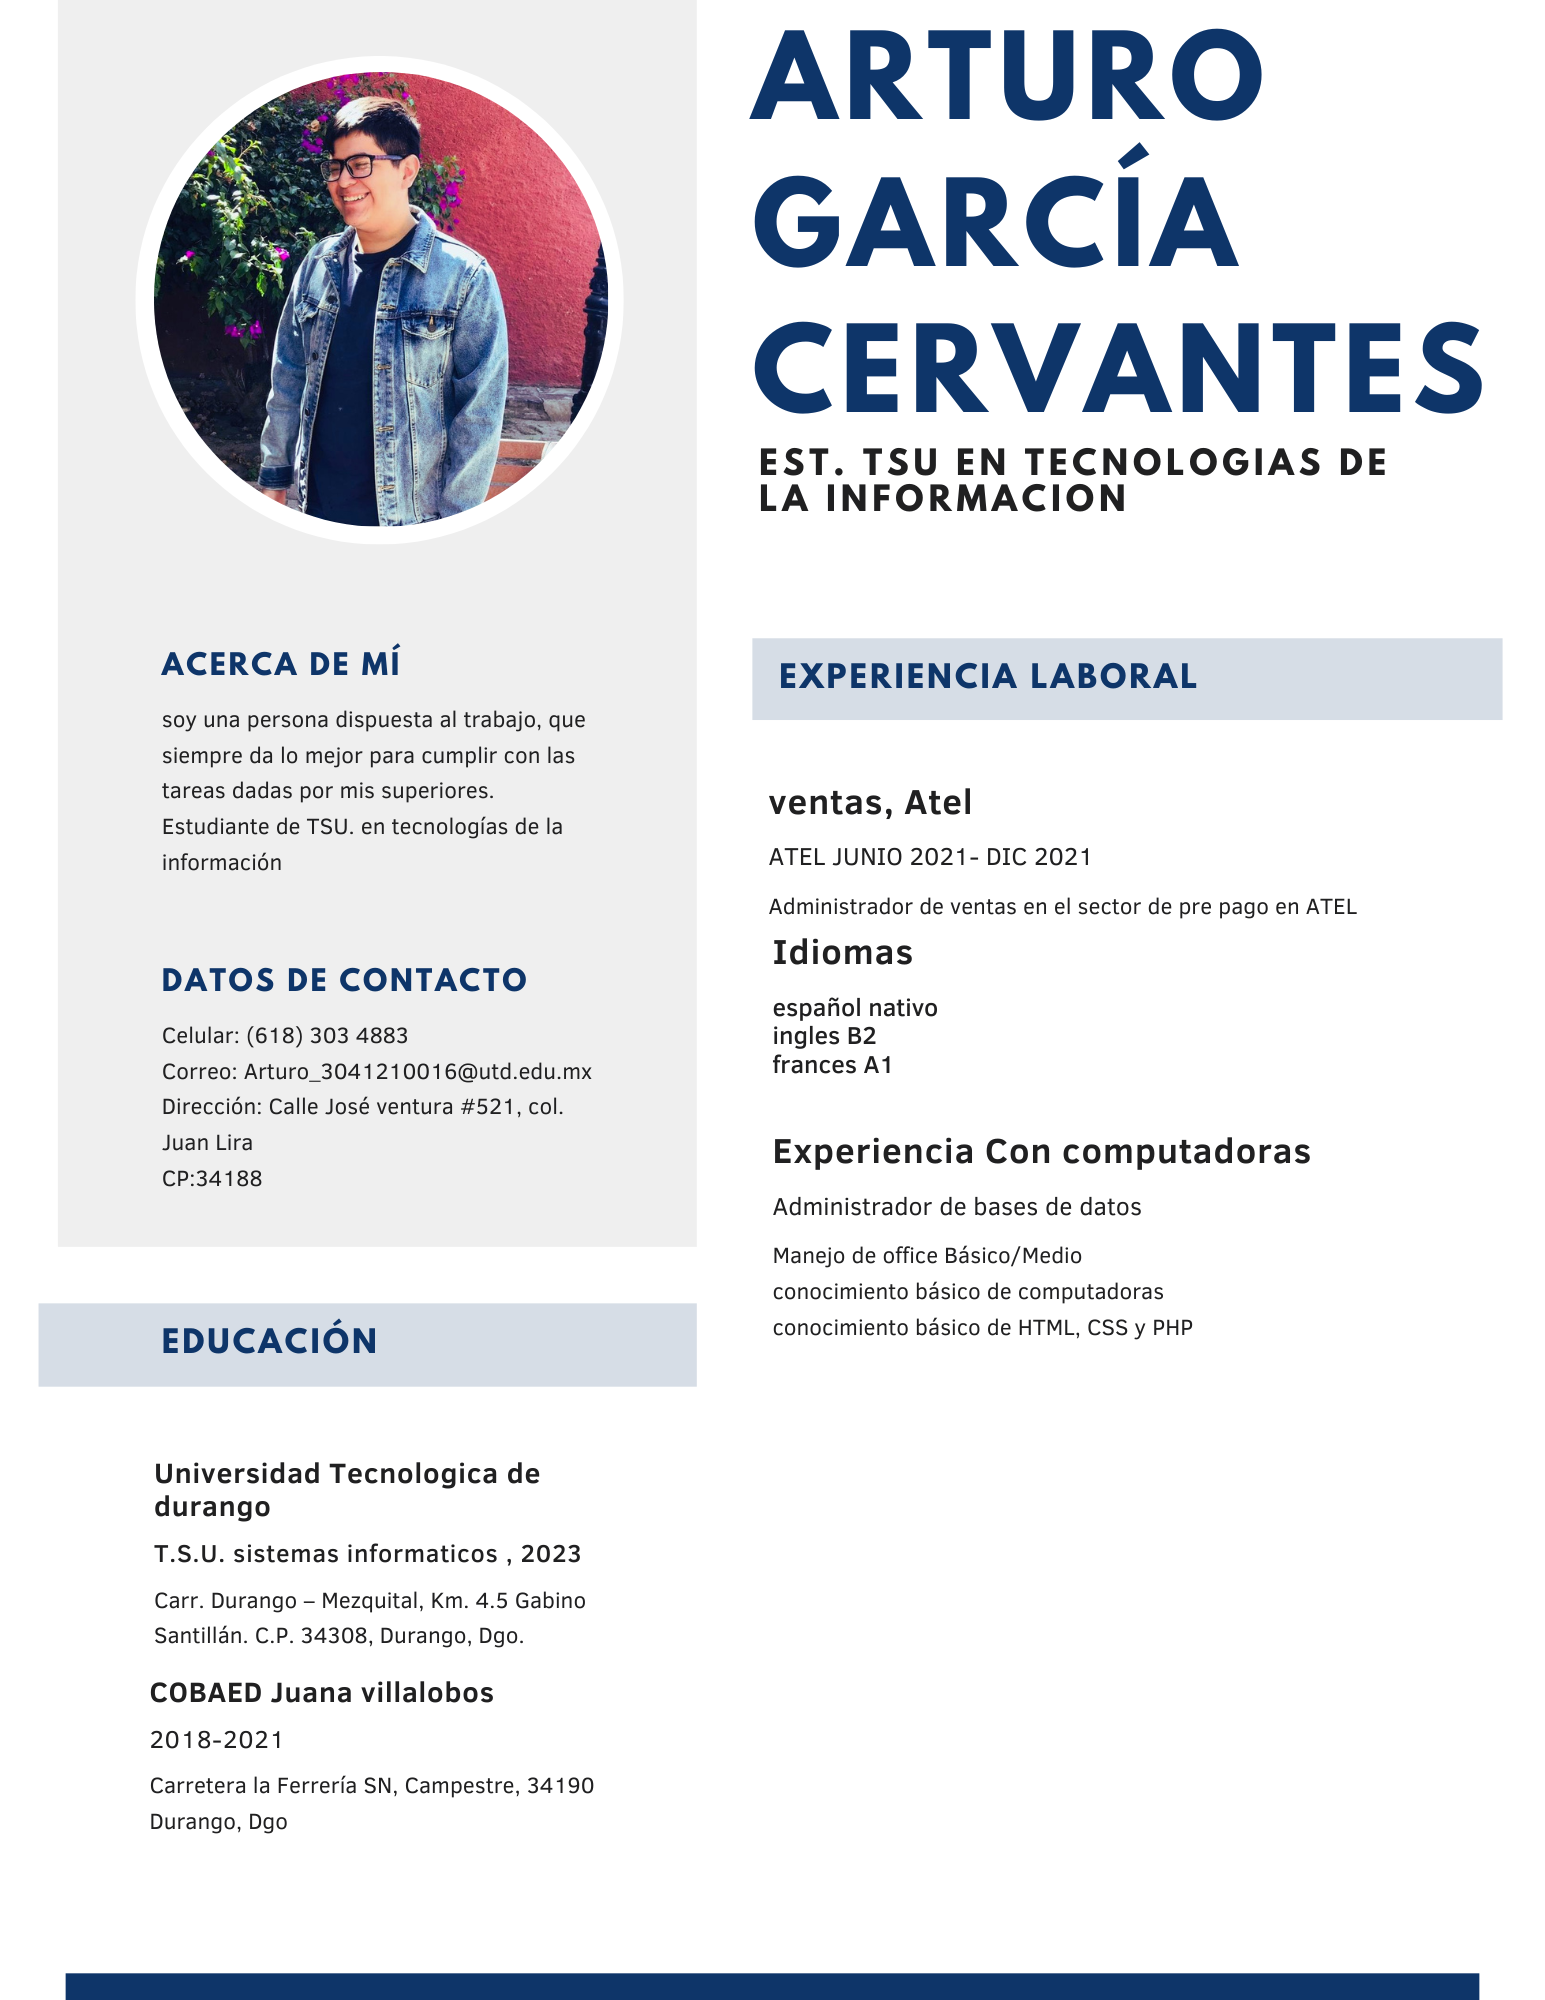 ARTURO
GARCÍA
CERVANTES
EST. TSU EN TECNOLOGIAS DE
LA INFORMACION
ACERCA DE MÍ
soy una persona dispuesta al trabajo, que
siempre da lo mejor para cumplir con las
tareas dadas por mis superiores.
Estudiante de TSU. en tecnologías de la
información
DATOS DE CONTACTO
Celular: (618) 303 4883
Correo: Arturo_3041210016@utd.edu.mx
Dirección: Calle José ventura #521, col.
Juan Lira
CP:34188
EDUCACIÓN
Universidad Tecnologica de
durango
T.S.U. sistemas informaticos , 2023
Carr. Durango – Mezquital, Km. 4.5 Gabino
Santillán. C.P. 34308, Durango, Dgo.
COBAED Juana villalobos
2018-2021
Carretera la Ferrería SN, Campestre, 34190
Durango, Dgo
EXPERIENCIA LABORAL
ventas, Atel
ATEL JUNIO 2021- DIC 2021
Administrador de ventas en el sector de pre pago en ATEL
Idiomas
español nativo
ingles B2
frances A1
Experiencia Con computadoras
Administrador de bases de datos
Manejo de office Básico/Medio
conocimiento básico de computadoras
conocimiento básico de HTML, CSS y PHP